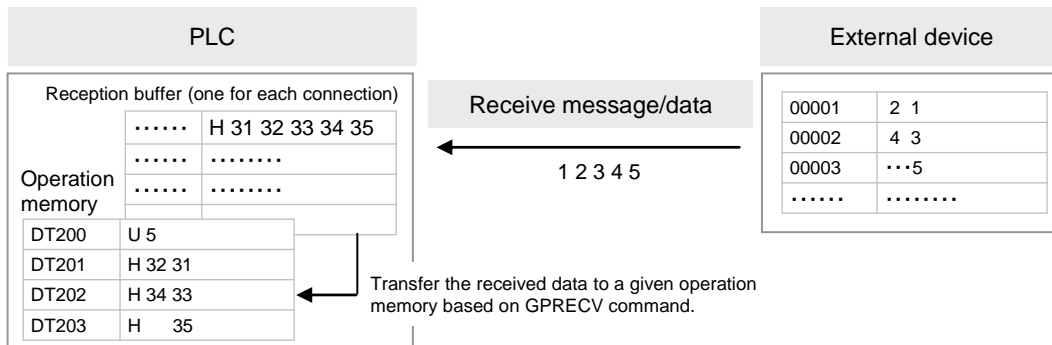 PLC
External device
Reception buffer (one for each connection)
······ H 31 32 33 34 35
······ ········
······ ········
Operation
memory
DT200 U 5
DT201 H 32 31
DT202 H 34 33
DT203 H 35
Receive message/data
1 2 3 4 5
Transfer the received data to a given operation
memory based on GPRECV command.
00001 2 1
00002 4 3
00003 ···5
······ ········